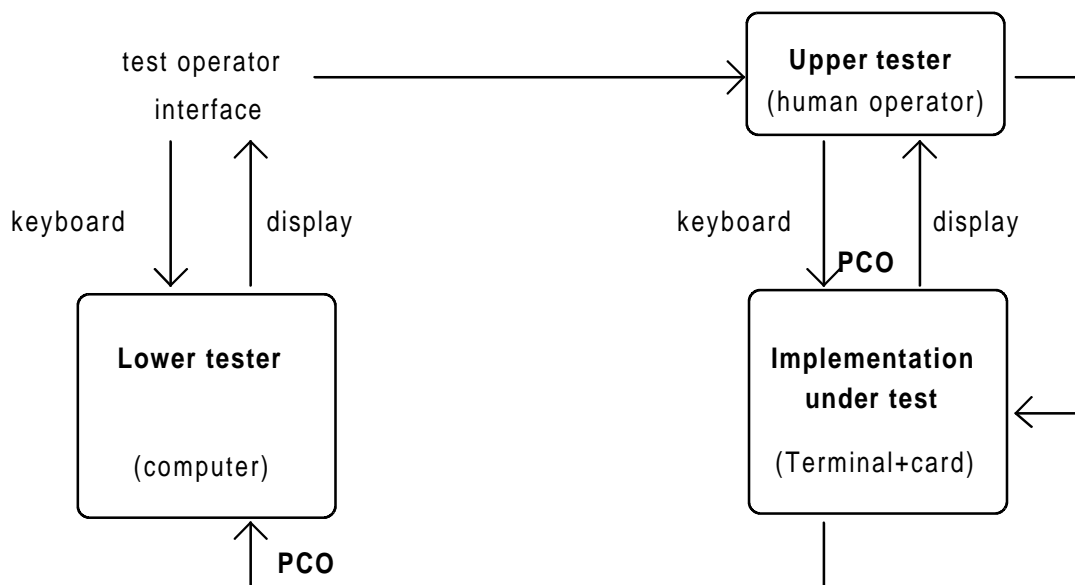 test operator
interface
Upper tester
(human operator)
keyboard
display
keyboard
display
PCO
Lower tester
(computer)
Implementation
under test
(Terminal+card)
PCO